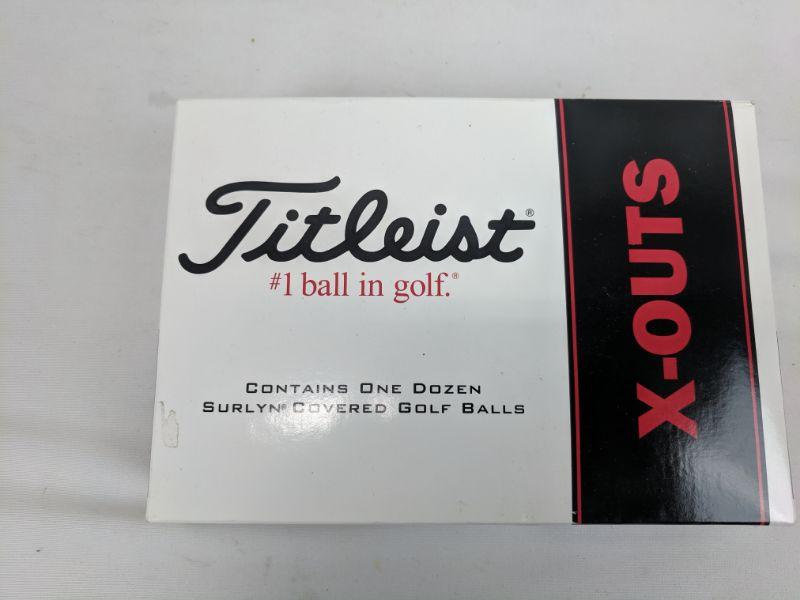 Titleist®
#1 ball in golf.®
CONTAINS ONE DOZEN
SURLYN® COVERED GOLF BALLS
X-OUTS